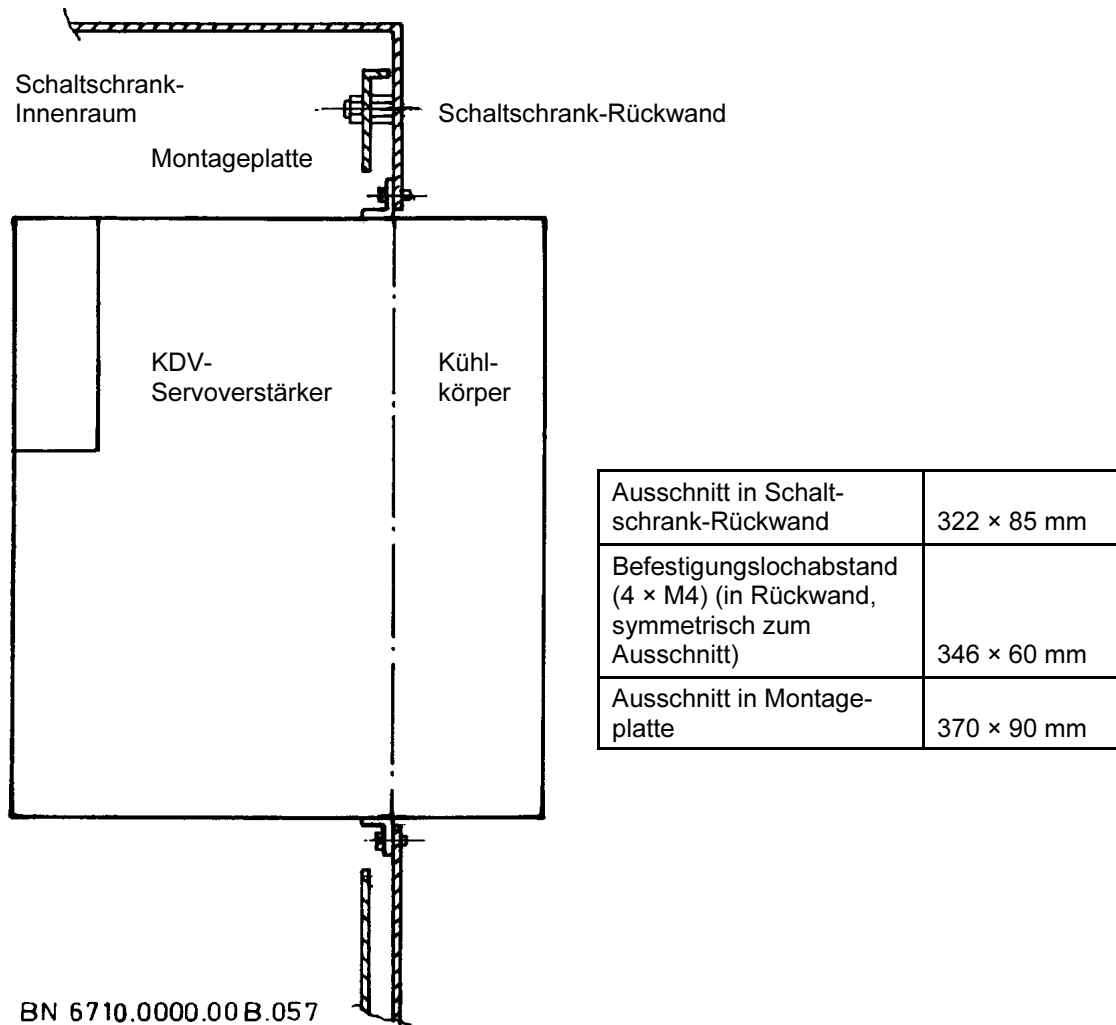 Schaltschrank-
Innenraum
Schaltschrank-Rückwand
Montageplatte
KDV-
Servoverstärker
Kühl-
körper
Ausschnitt in Schalt-
schrank-Rückwand
322 × 85 mm
Befestigungslochabstand
(4 × M4) (in Rückwand,
symmetrisch zum
Ausschnitt)
346 × 60 mm
Ausschnitt in Montage-
platte
370 × 90 mm
BN 6710.0000.00 B.057